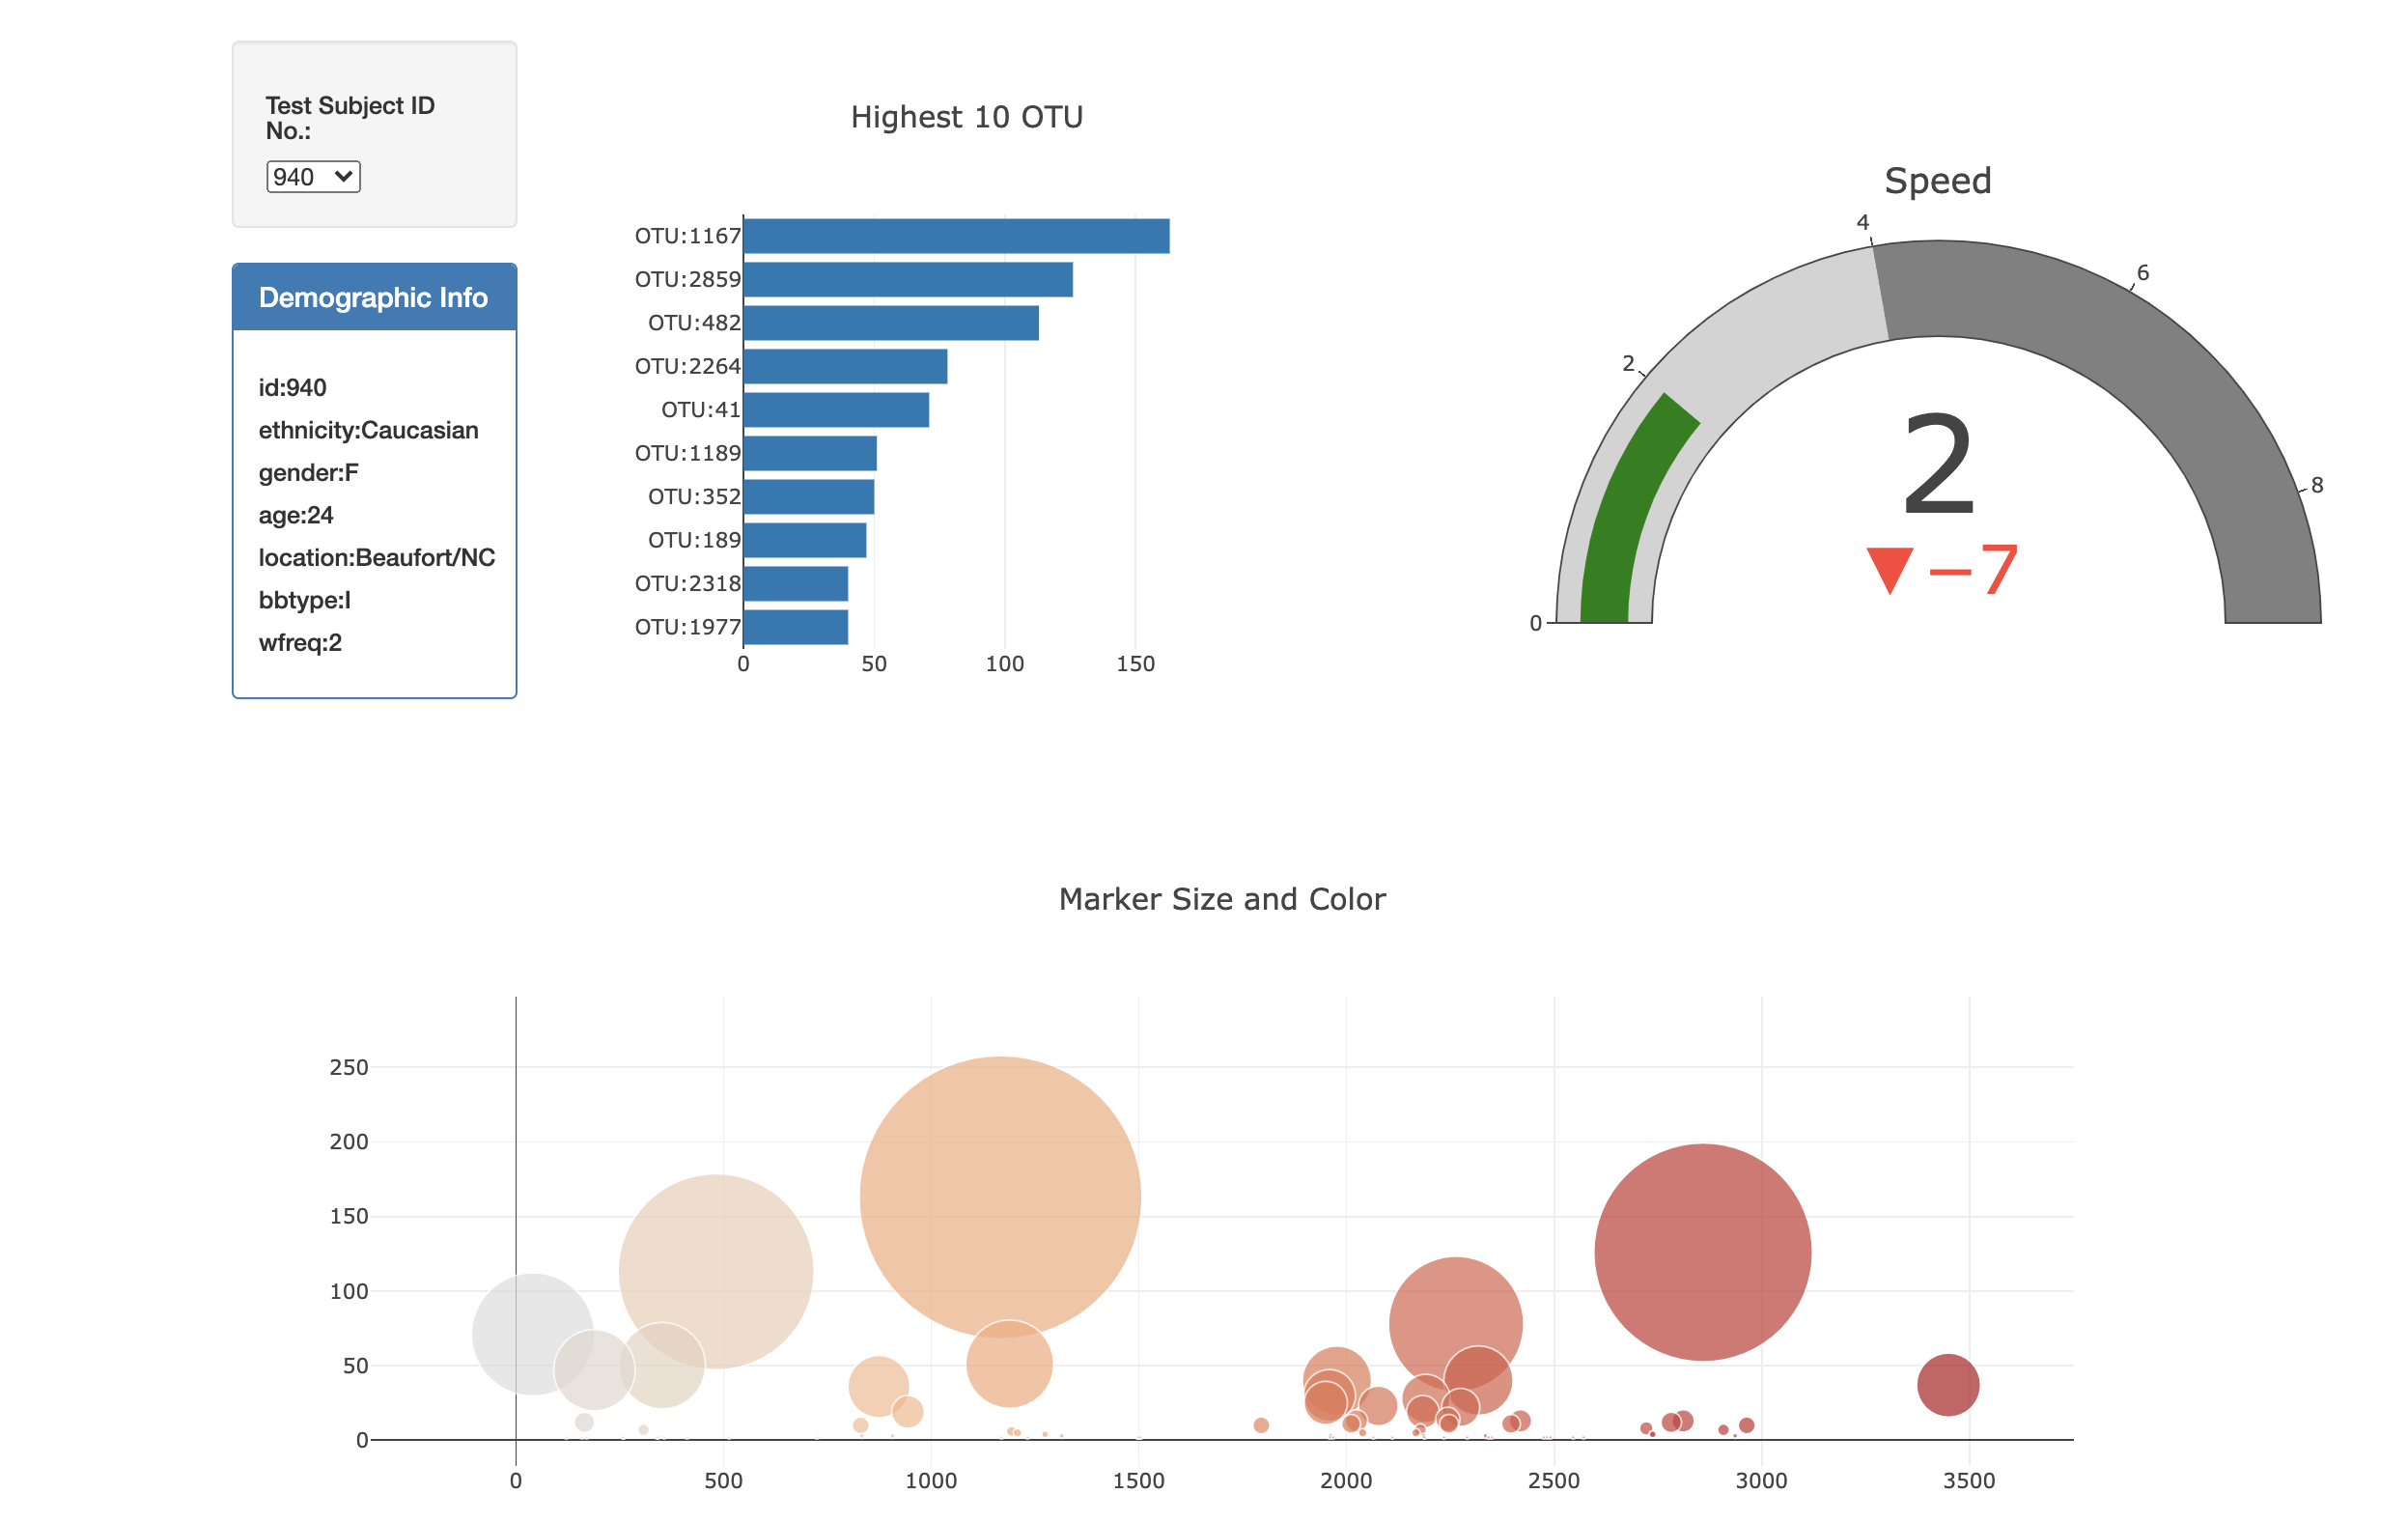 Test Subject ID
No.:
940
Demographic Info
id:940
ethnicity:Caucasian
gender:F
age:24
location:Beaufort/NC
bbtype:I
wfreq:2
Highest 10 OTU
OTU:1167
OTU:2859
OTU:482
OTU:2264
OTU:41
OTU:1189
OTU:352
OTU:189
OTU:2318
OTU:1977
0 50 100 150
Speed
0
2
4
6
8
2
▼−7
Marker Size and Color
250
200
150
100
50
0
0 500 1000 1500 2000 2500 3000 3500